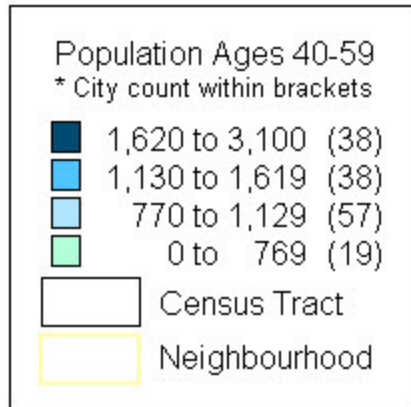 Population Ages 40-59
* City count within brackets
1,620 to 3,100 (38)
1,130 to 1,619 (38)
770 to 1,129 (57)
0 to 769 (19)
Census Tract
Neighbourhood